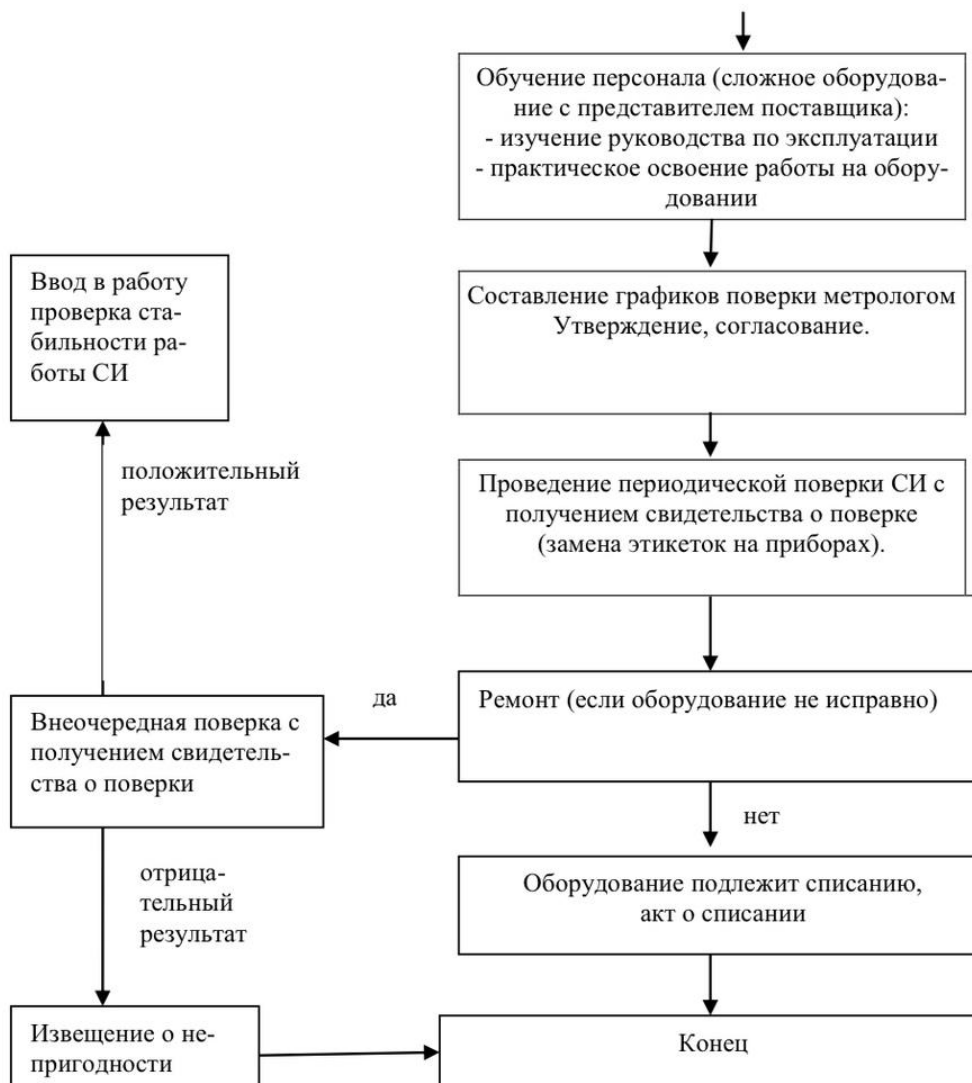 Обучение персонала (сложное оборудова-
ние с представителем поставщика):
- изучение руководства по эксплуатации
- практическое освоение работы на обору-
довании
Ввод в работу
проверка ста-
бильности ра-
боты СИ
Составление графиков поверки метрологом
Утверждение, согласование.
положительный
результат
Проведение периодической поверки СИ с
получением свидетельства о поверке
(замена этикеток на приборах).
да
Ремонт (если оборудование не исправно)
Внеочередная поверка с
получением свидетель-
ства о поверки
нет
отрица-
тельный
результат
Оборудование подлежит списанию,
акт о списании
Извещение о не-
пригодности
Конец